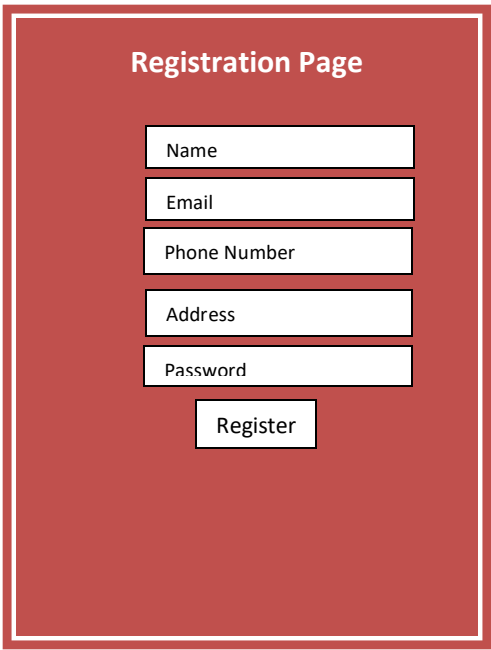 Registration Page
Name
Email
Phone Number
Address
Password
Register